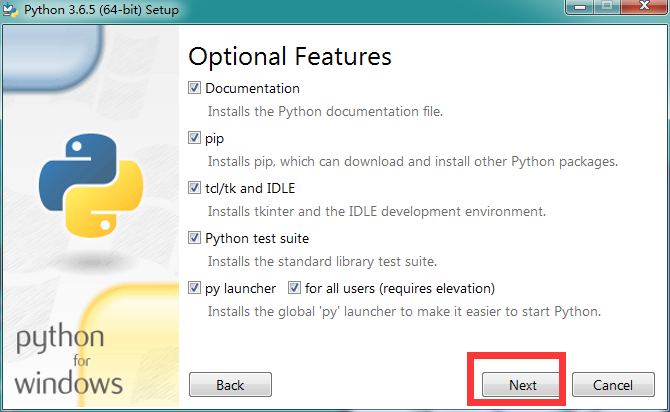 Python 3.6.5 (64-bit) Setup
Optional Features
Documentation
Installs the Python documentation file.
pip
Installs pip, which can download and install other Python packages.
tcl/tk and IDLE
Installs tkinter and the IDLE development environment.
Python test suite
Installs the standard library test suite.
py launcher for all users (requires elevation)
Installs the global 'py' launcher to make it easier to start Python.
python
for
windows
Back Next Cancel